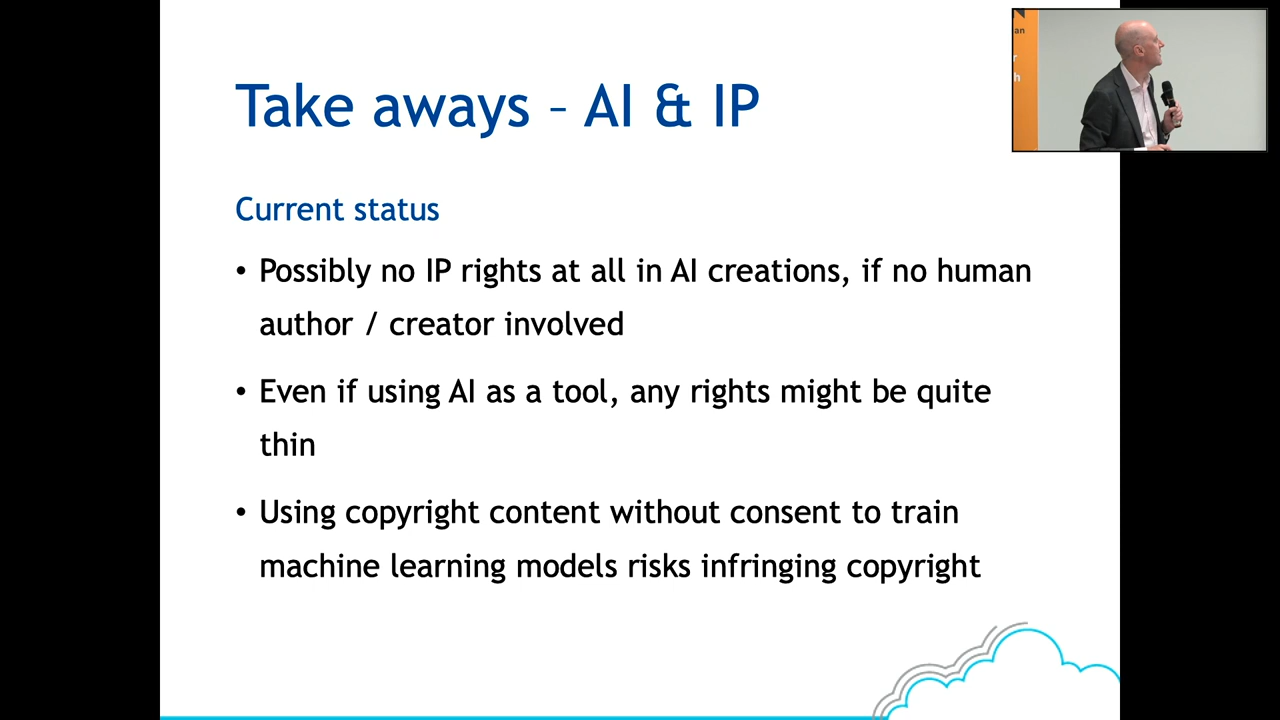 Take aways – AI & IP
Current status
• Possibly no IP rights at all in AI creations, if no human
author / creator involved
• Even if using AI as a tool, any rights might be quite
thin
• Using copyright content without consent to train
machine learning models risks infringing copyright
N
an
r
h